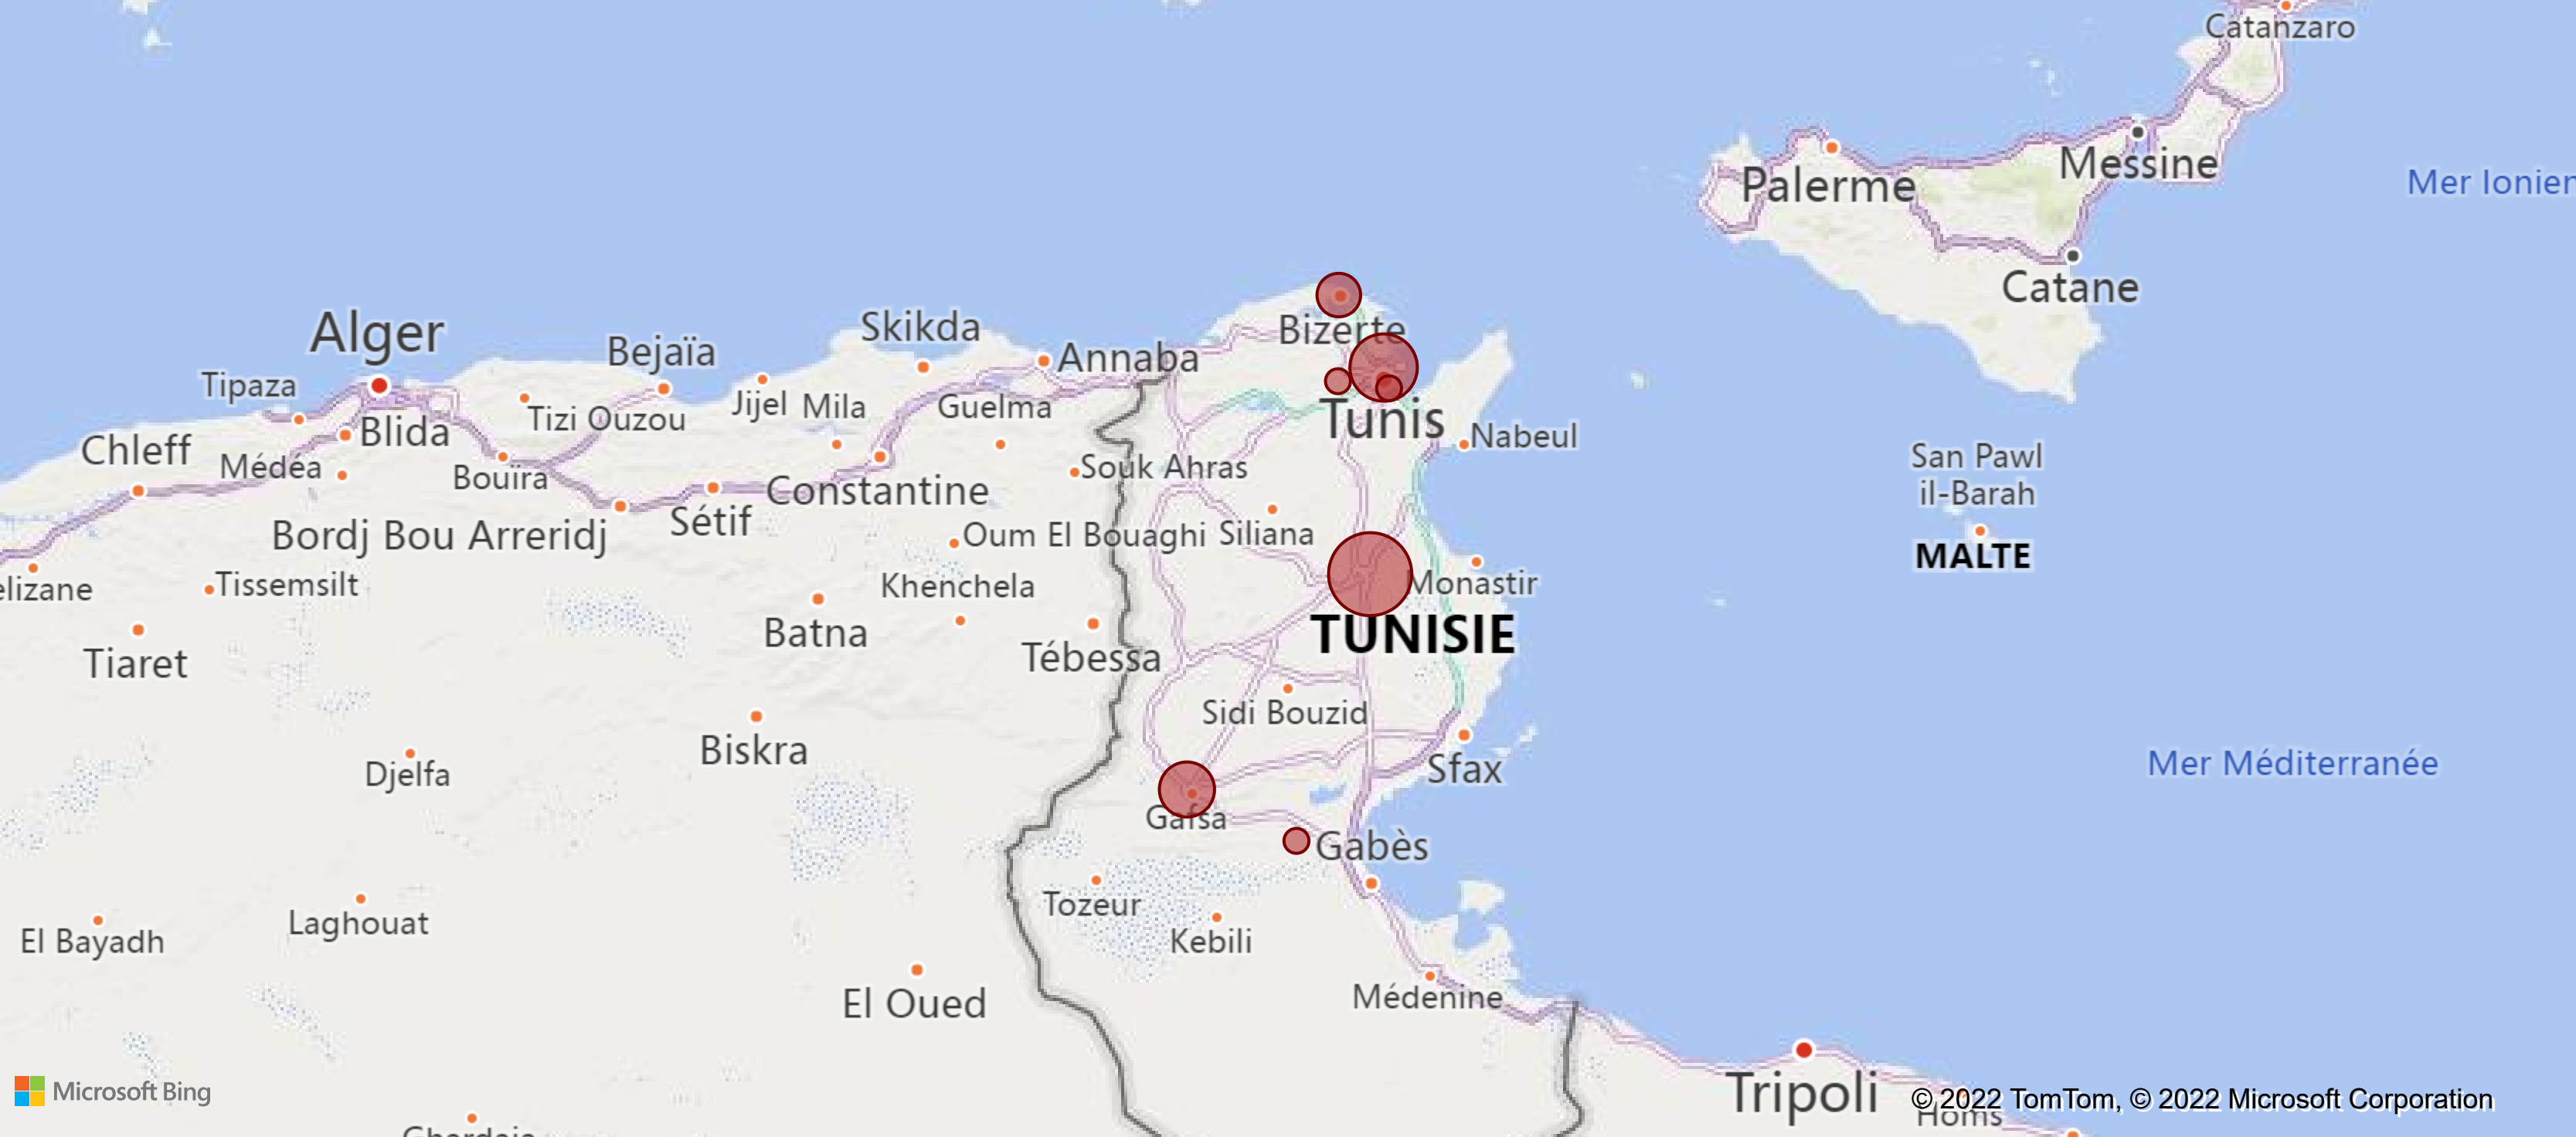 Catanzaro
Messine
Palerme
Mer Ionien
Catane
Bizerte
Alger
Skikda
Bejaïa
Annaba
Tipaza
Jijel
Mila
Guelma
Tizi Ouzou
Tunis
Blida
Nabeul
Chleff
Médéa
Souk Ahras
Bouïra
San Pawl
il-Barah
Constantine
Sétif
Bordj Bou Arreridj
Oum El Bouaghi
Siliana
MALTE
elizane
Tissemsilt
Khenchela
Monastir
Batna
TUNISIE
Tébessa
Tiaret
Sidi Bouzid
Biskra
Djelfa
Sfax
Mer Méditerranée
Gafsa
Gabès
Tozeur
Laghouat
El Bayadh
Kebili
El Oued
Médenine
Microsoft Bing
Tripoli
© 2022 TomTom, © 2022 Microsoft Corporation
Homs